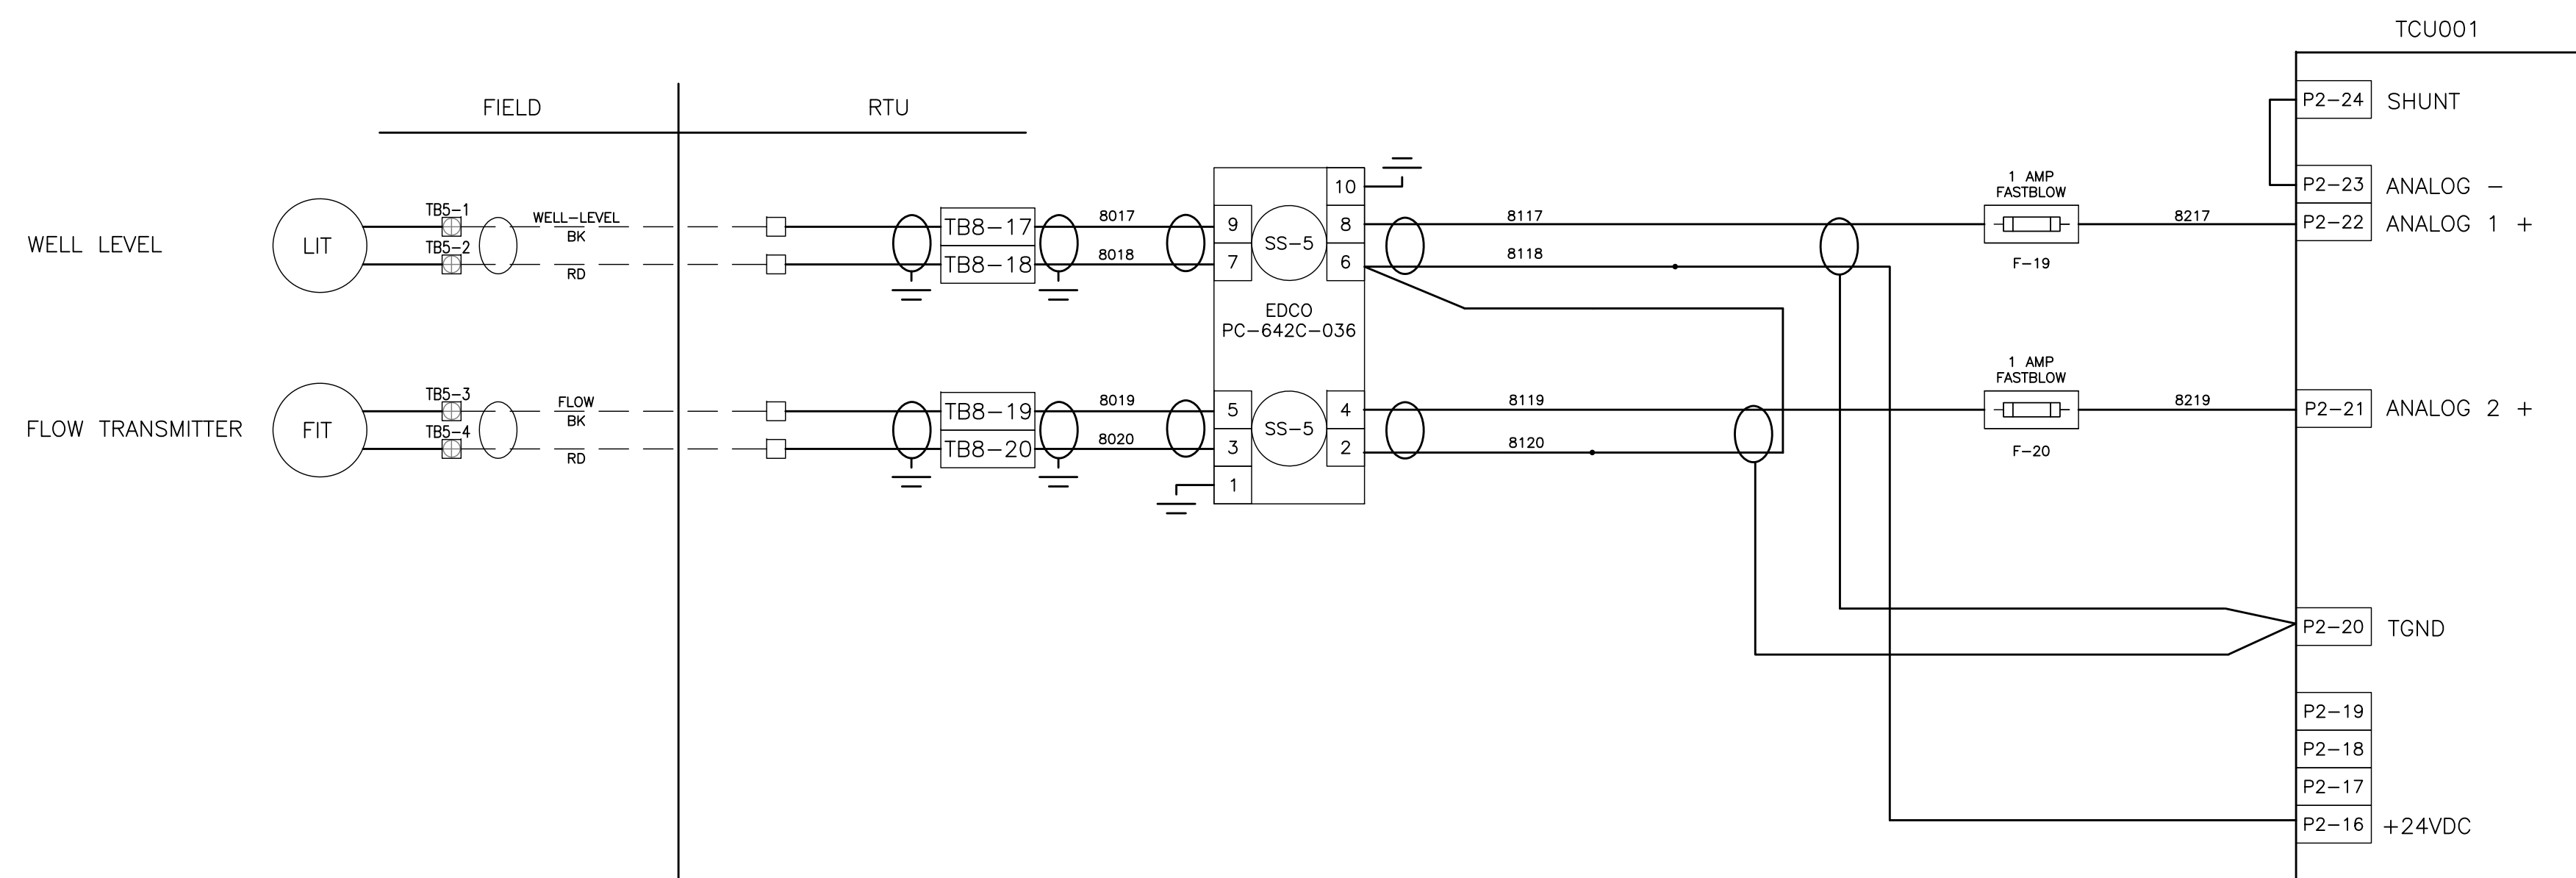 TCU001
FIELD
RTU
P2-24 SHUNT
P2-23 ANALOG -
P2-22 ANALOG 1 +
WELL LEVEL
LIT
TB5-1
TB5-2
WELL-LEVEL
BK
RD
TB8-17
TB8-18
8017
8018
10
9
8
7
6
SS-5
EDCO
PC-642C-036
8117
8118
1 AMP
FASTBLOW
F-19
8217
FLOW TRANSMITTER
FIT
TB5-3
TB5-4
FLOW
BK
RD
TB8-19
TB8-20
8019
8020
5
4
3
2
1
SS-5
8119
8120
1 AMP
FASTBLOW
F-20
8219
P2-21 ANALOG 2 +
P2-20 TGND
P2-19
P2-18
P2-17
P2-16 +24VDC